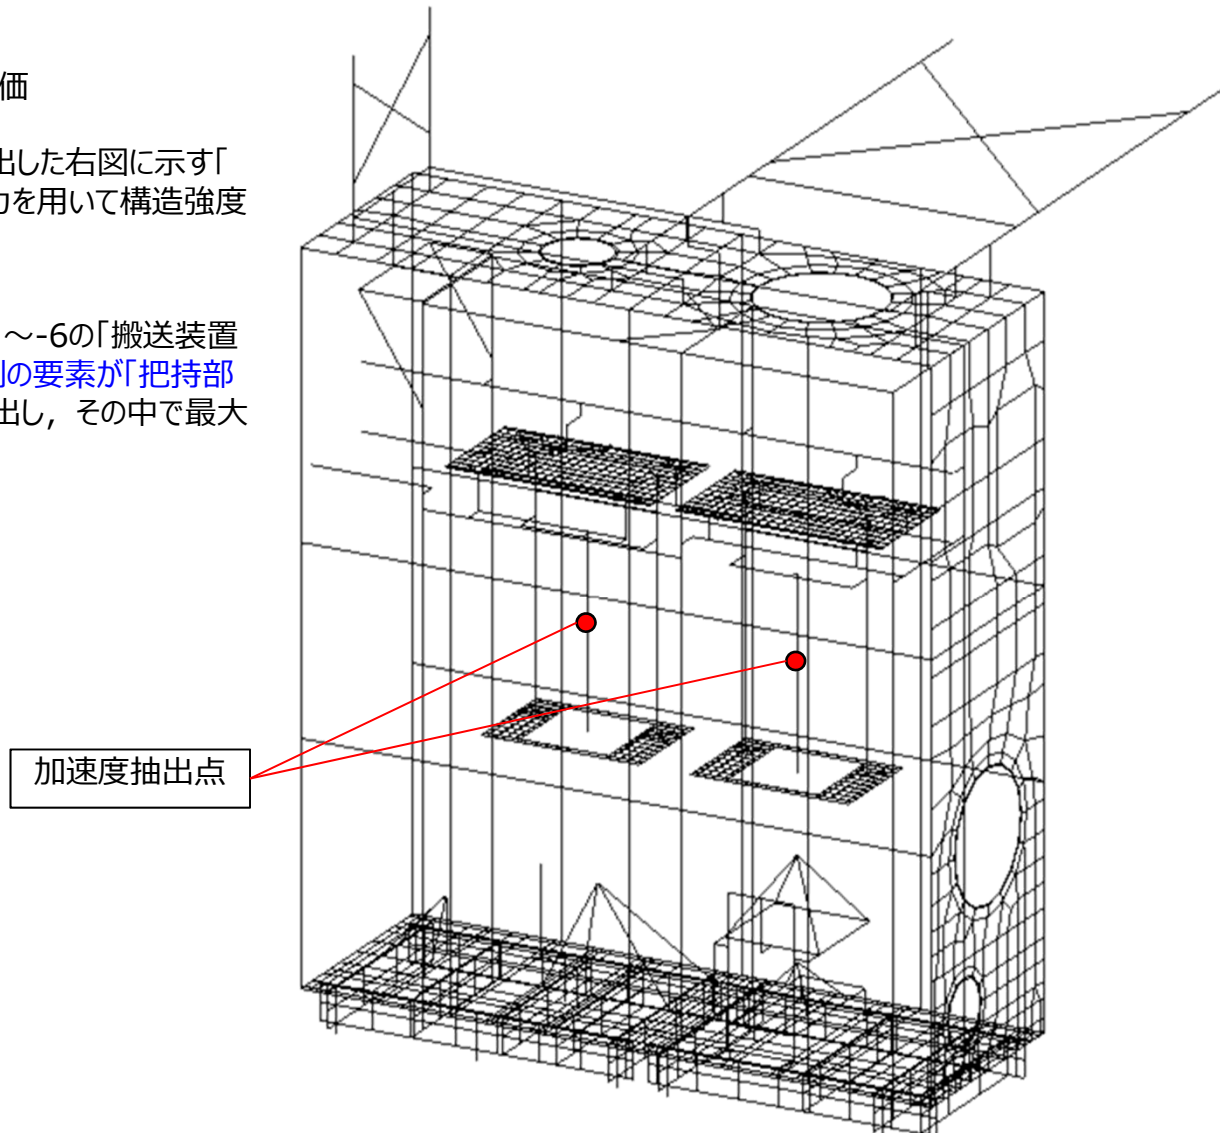 価
出した右図に示す「
力を用いて構造強度
~-6の「搬送装置
側の要素が「把持部
出し，その中で最大
加速度抽出点